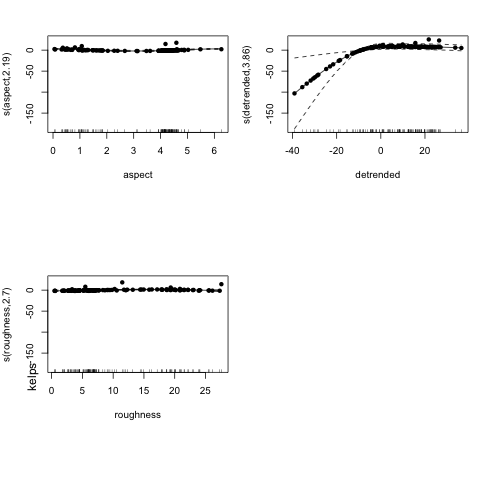 s(aspect,2.19)
0
-50
-150
0 1 2 3 4 5 6
aspect
s(detrended,3.86)
0
-50
-150
-40 -20 0 20
detrended
s(roughness,2.7)
kelps
0
-50
-150
0 5 10 15 20 25
roughness